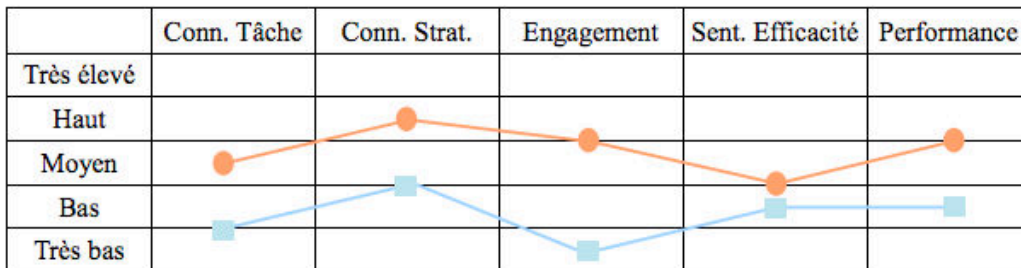 Conn. Tâche Conn. Strat. Engagement Sent. Efficacité Performance
Très élevé
Haut
Moyen
Bas
Très bas